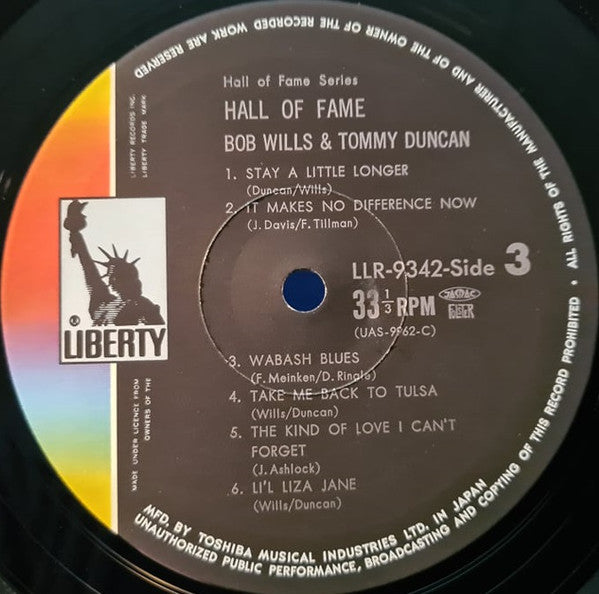 ALL RIGHTS OF THE MANUFACTURER AND OF THE OWNER OF THE RECORDED WORK ARE RESERVED
Hall of Fame Series
HALL OF FAME
BOB WILLS & TOMMY DUNCAN
1. STAY A LITTLE LONGER
(Duncan/Wills)
2. IT MAKES NO DIFFERENCE NOW
(J. Davis/F. Tillman)
LIBERTY RECORDS INC.
LIBERTY TRADE MARK
LIBERTY
LLR-9342-Side 3
33 1/3 RPM
JASRAC
(UAS-9962-C)
3. WABASH BLUES
(F. Meinken/D. Ringle)
4. TAKE ME BACK TO TULSA
(Wills/Duncan)
5. THE KIND OF LOVE I CAN'T
FORGET
(J. Ashlock)
6. LI'L LIZA JANE
(Wills/Duncan)
MADE UNDER LICENCE FROM
OWNERS OF THE
MFD. BY TOSHIBA MUSICAL INDUSTRIES LTD. IN JAPAN
UNAUTHORIZED PUBLIC PERFORMANCE, BROADCASTING AND COPYING OF THIS RECORD PROHIBITED •